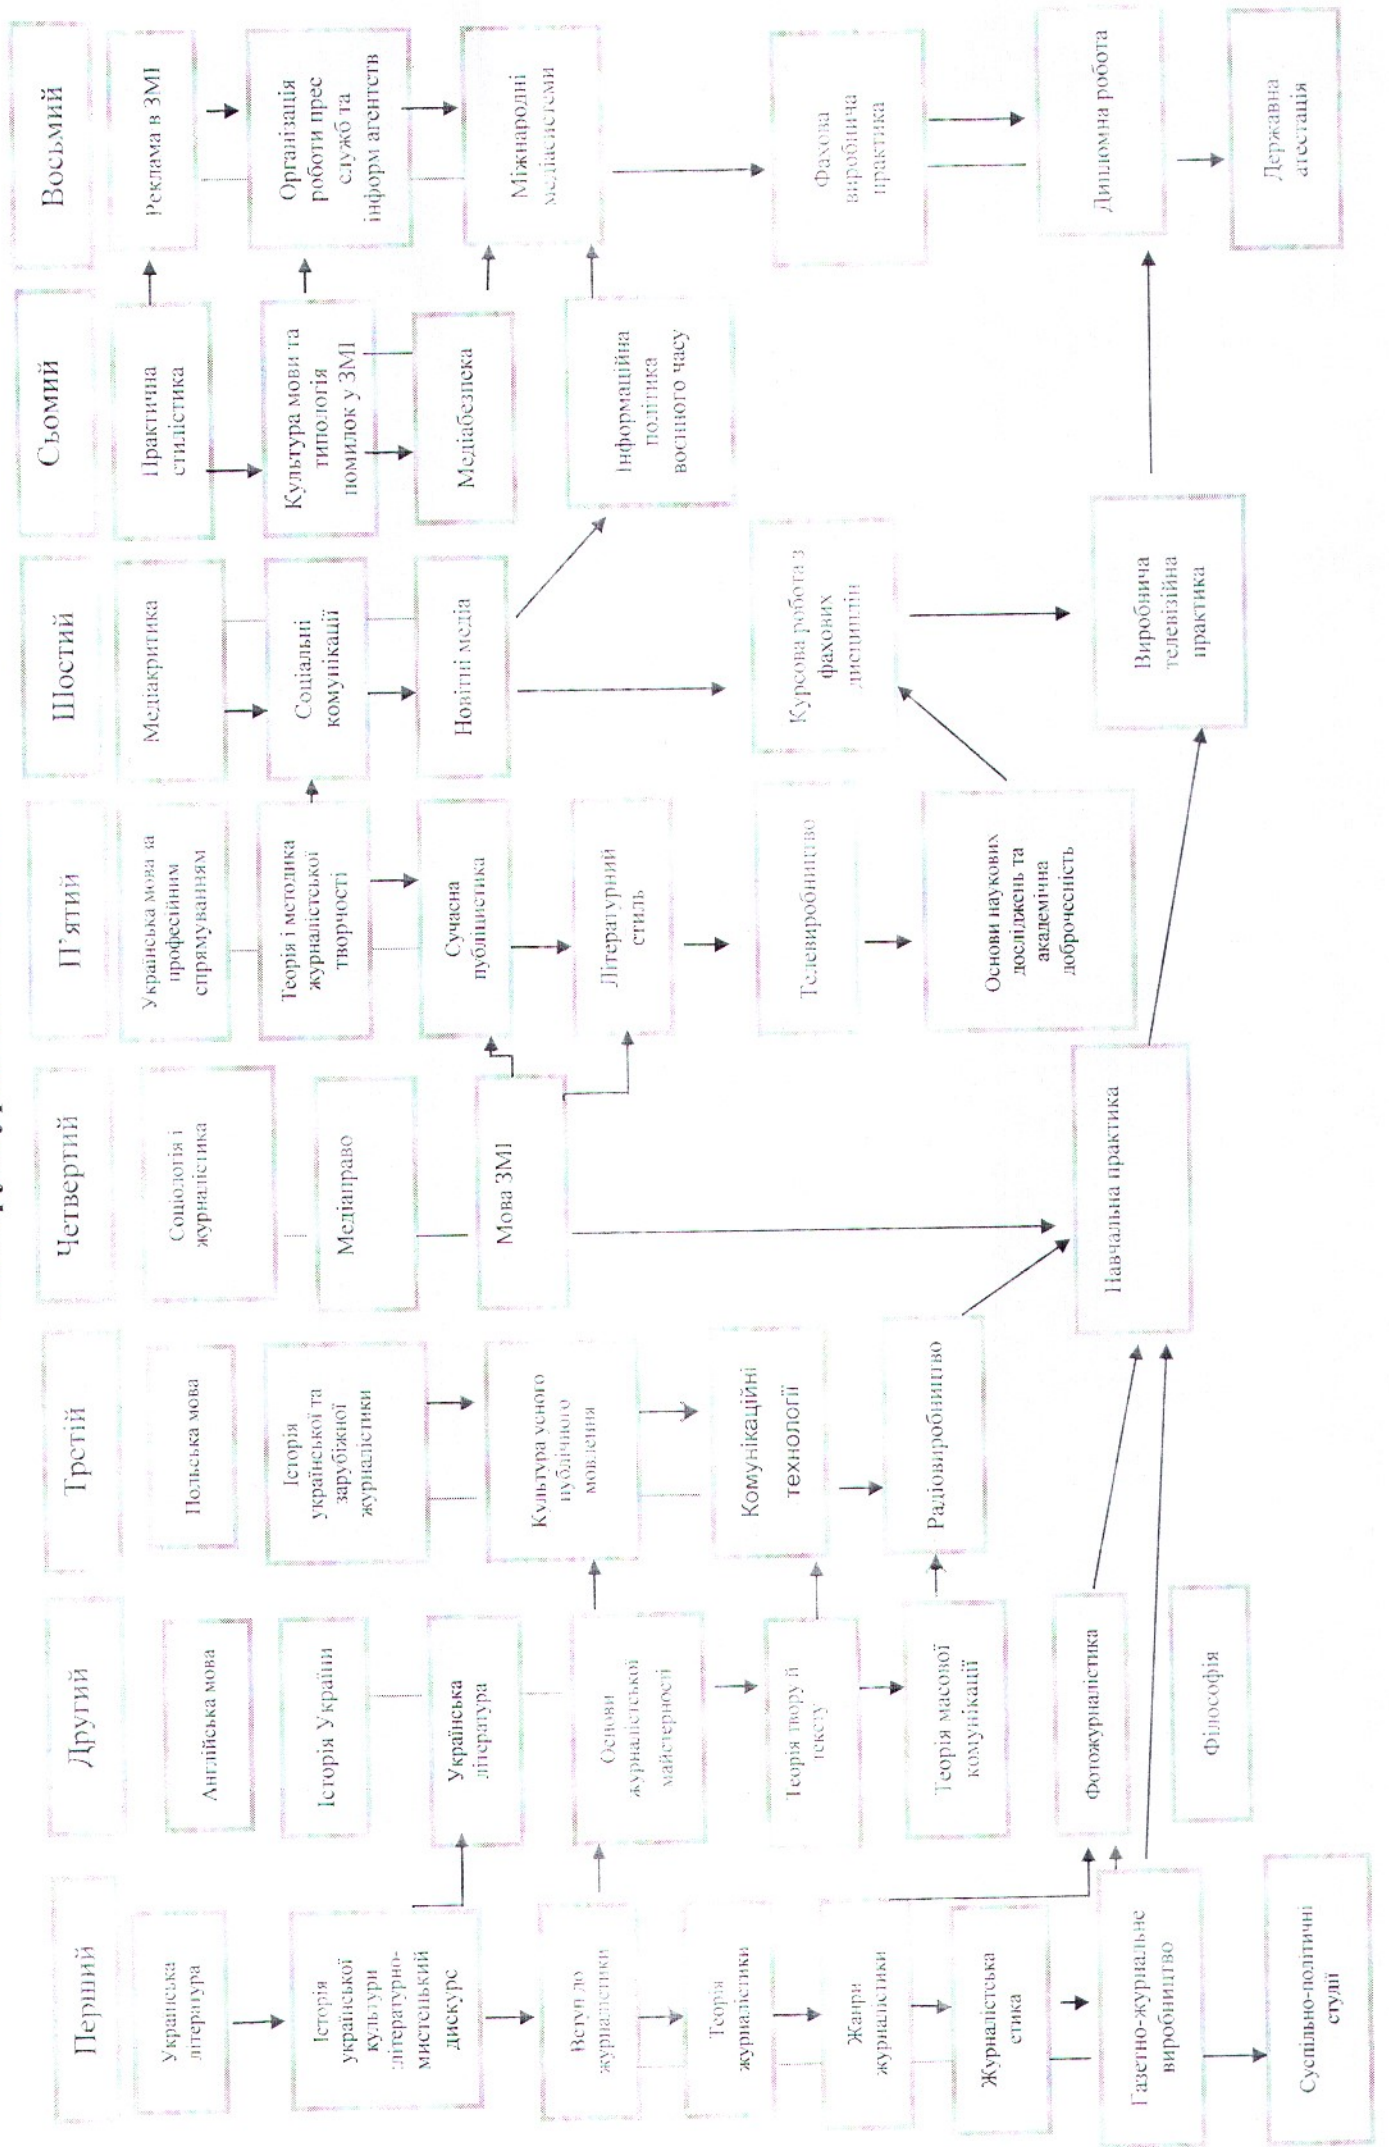 Перший
Українська
література
Історія
української
культури
:літературно-
мистецький
дискурс
Вступ до
журналістики
Теорія
журналістики
Жанри
журналістики
Журналістська
етика
Газетно-журнальне
виробництво
Суспільно-політичні
студії
Другий
Англійська мова
Історія України
Українська
література
Основи
журналістської
майстерності
Теорія твору й
тексту
Теорія масової
комунікації
Фотожурналістика
Філософія
Третій
Польська мова
Історія
української та
зарубіжної
журналістики
Культура усного
публічного
мовлення
Комунікаційні
технології
Радіовиробництво
Четвертий
Соціологія і
журналістика
Медіаправо
Мова ЗМІ
Навчальна практика
П’ятий
Українська мова за
професійним
спрямуванням
Теорія і методика
журналістської
творчості
Сучасна
публіцистика
Літературний
стиль
Телевиробництво
Основи наукових
досліджень та
академічна
доброчесність
Шостий
Медіакритика
Соціальні
комунікації
Новітні медіа
Курсова робота з
фахових
дисциплін
Виробнича
телевізійна
практика
Сьомий
Практична
стилістика
Культура мови та
типологія
помилок у ЗМІ
Медіабезпека
Інформаційна
політика
воєнного часу
Восьмий
Реклама в ЗМІ
Організація
роботи прес
служб та
інформ агентств
Міжнародні
медіасистеми
Фахова
виробнича
практика
Дипломна робота
Державна
атестація